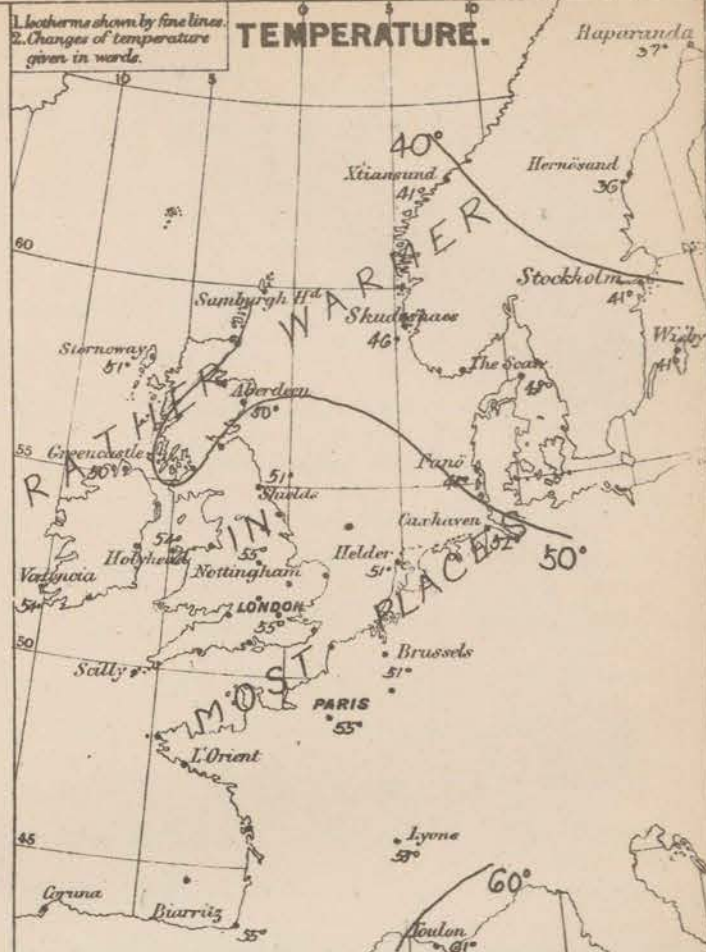 1. Isotherms shown by fine lines.
2. Changes of temperature
given in words.
TEMPERATURE.
10
5
0
5
10
Haparanda
37°
40°
Xtiansund
41°
Hernösand
36°
60
Stockholm
41°
Sumburgh Hd
Skudesnaes
46°
Wisby
41°
Stornoway
51°
The Scaw
48°
RATHER WARMER
Aberdeen
50°
55
Greencastle
50°
Fanö
51°
Shields
Cuxhaven
52°
50°
54°
Holyhead
55°
Nottingham
Helder
51°
Valencia
54°
LONDON
55°
IN
MOST PLACES
50
Scilly
Brussels
51°
PARIS
55°
L'Orient
45
Lyons
60°
Coruna
Biarritz
55°
Toulon
61°